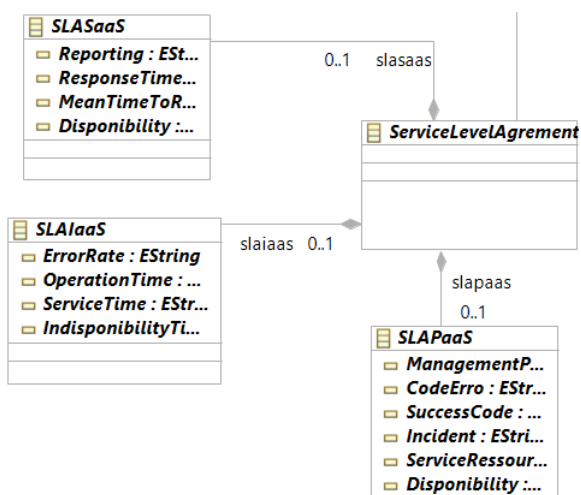 SLASaaS
Reporting : ESt...
ResponseTime...
MeanTimeToR...
Disponibility :...
0..1 slasaas
ServiceLevelAgrement
SLAIaaS
ErrorRate : EString
OperationTime : ...
ServiceTime : EStr...
IndisponibilityTi...
slaiaas 0..1
slapaas
0..1
SLAPaaS
ManagementP...
CodeErro : EStr...
SuccessCode : ...
Incident : EStri...
ServiceRessour...
Disponibility :...